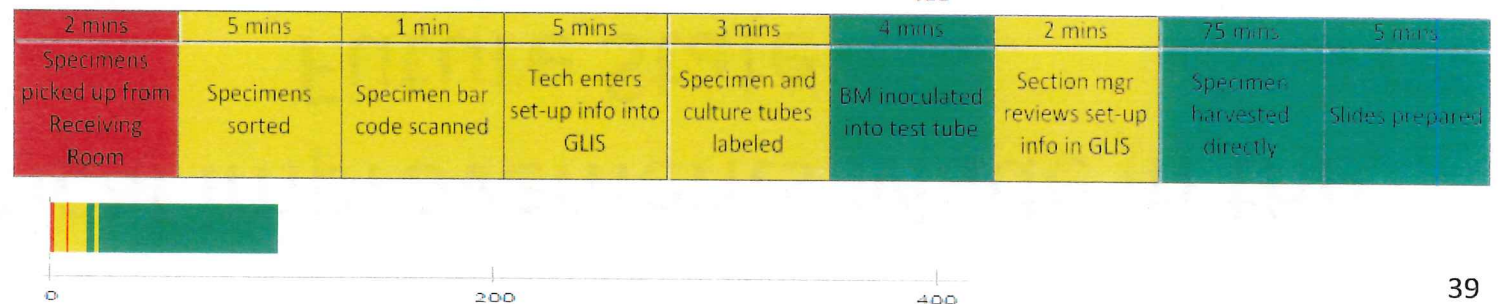 2 mins 5 mins 1 min 5 mins 3 mins 4 mins 2 mins 75 mins 5 mins
Specimens
picked up from
Receiving
Room
Specimens
sorted
Specimen bar
code scanned
Tech enters
set-up info into
GLIS
Specimen and
culture tubes
labeled
BM inoculated
into test tube
Section mgr
reviews set-up
info in GLIS
Specimen
harvested
directly
Slides prepared
0 200 400
39